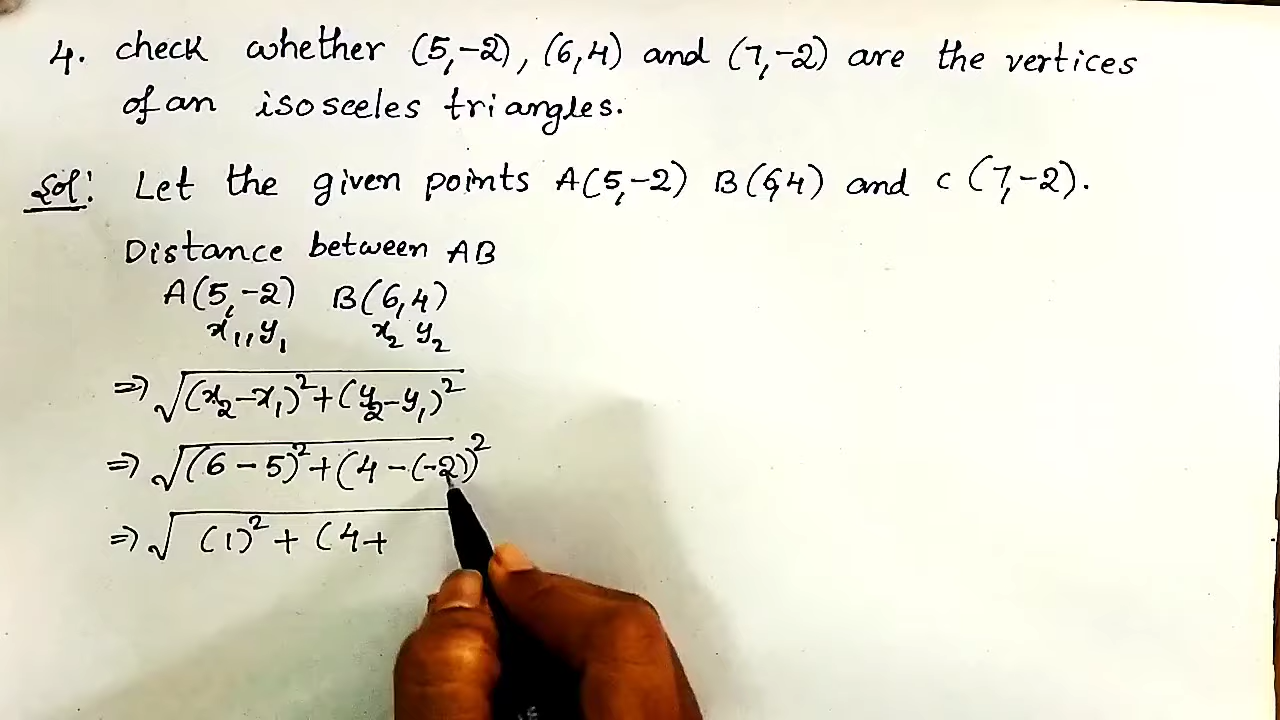 4. check whether (5,-2), (6,4) and (7,-2) are the vertices
of an isosceles triangles.
Sol: Let the given points A(5,-2) B(6,4) and C (7,-2).
Distance between AB
A(5,-2) B(6,4)
x₁, y₁ x₂ y₂
⇒ √(x₂-x₁)²+(y₂-y₁)²
⇒ √(6-5)²+(4-(-2))²
⇒ √(1)²+(4+